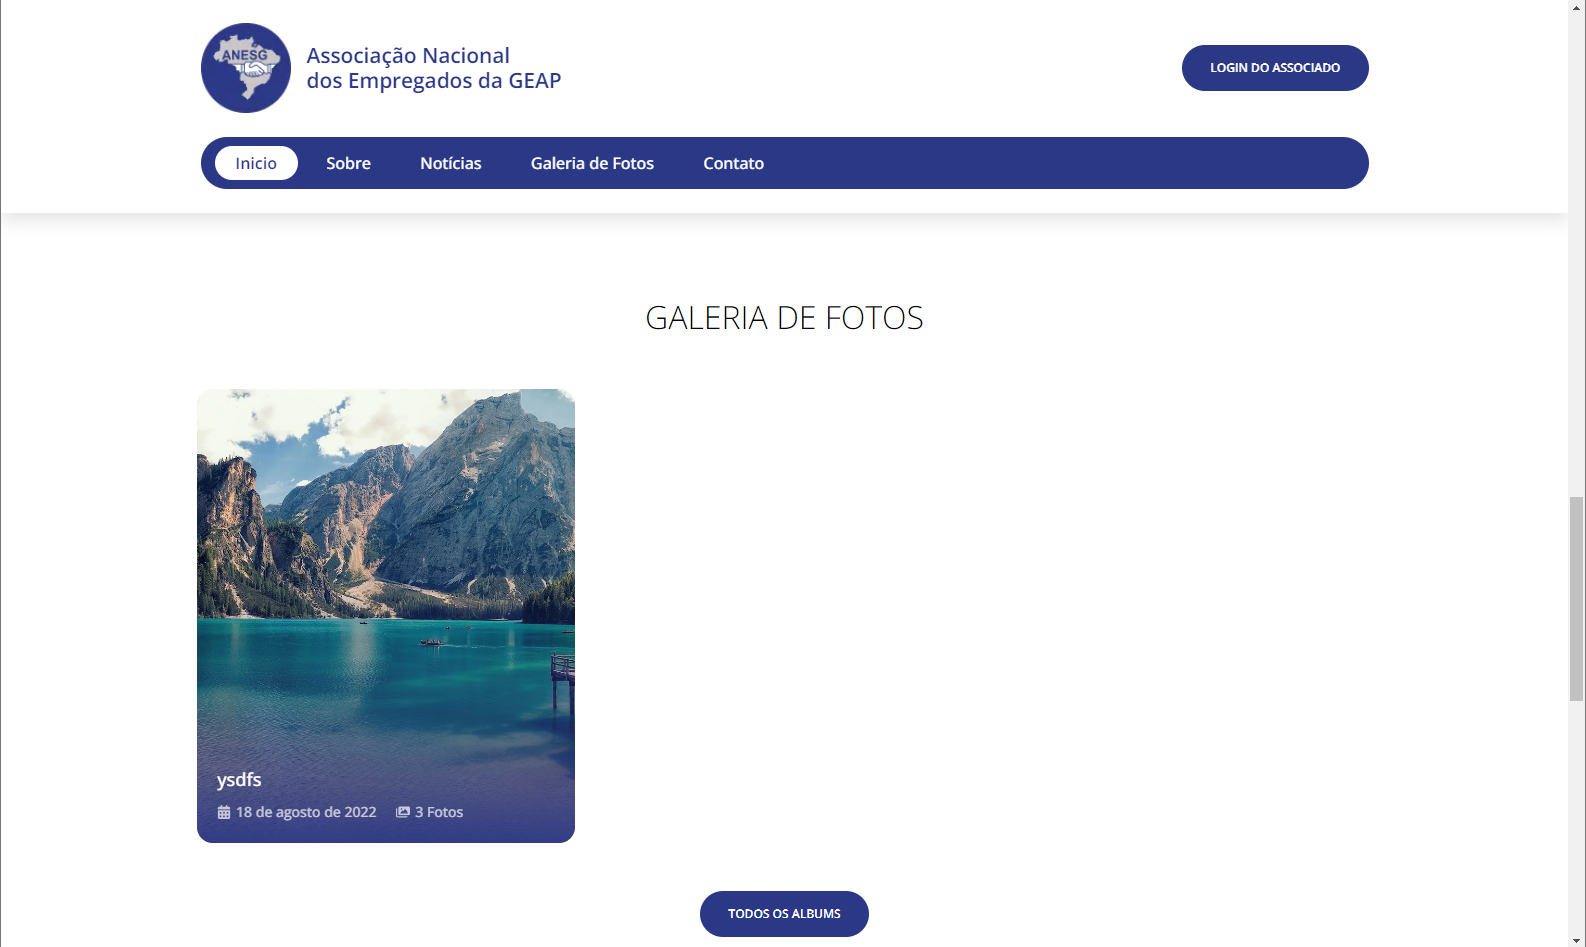 ANESG
Associação Nacional
dos Empregados da GEAP
LOGIN DO ASSOCIADO
Inicio
Sobre
Notícias
Galeria de Fotos
Contato
GALERIA DE FOTOS
ysdfs
18 de agosto de 2022
3 Fotos
TODOS OS ALBUMS